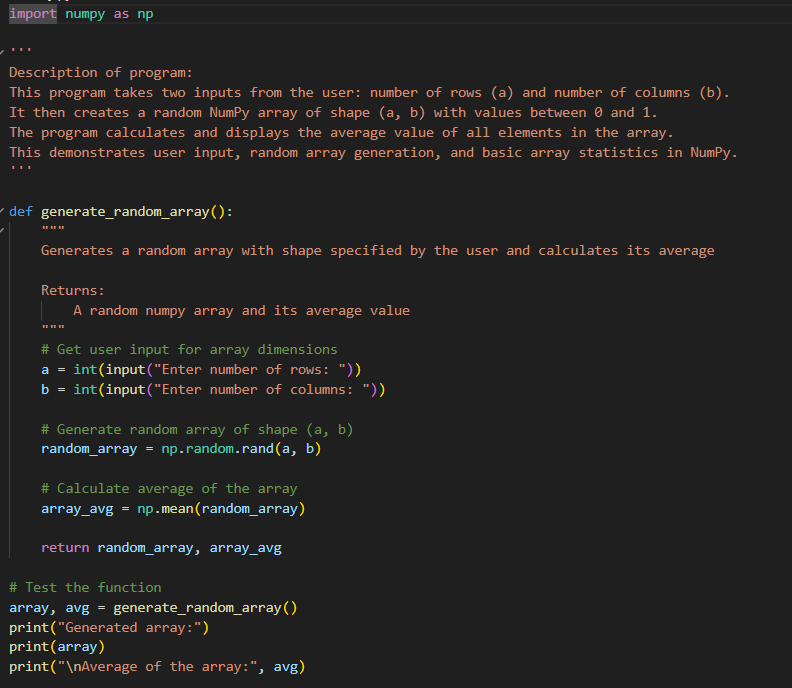 import numpy as np
'''
Description of program:
This program takes two inputs from the user: number of rows (a) and number of columns (b).
It then creates a random NumPy array of shape (a, b) with values between 0 and 1.
The program calculates and displays the average value of all elements in the array.
This demonstrates user input, random array generation, and basic array statistics in NumPy.
'''
def generate_random_array():
    """
    Generates a random array with shape specified by the user and calculates its average

    Returns:
        A random numpy array and its average value
    """
    # Get user input for array dimensions
    a = int(input("Enter number of rows: "))
    b = int(input("Enter number of columns: "))

    # Generate random array of shape (a, b)
    random_array = np.random.rand(a, b)

    # Calculate average of the array
    array_avg = np.mean(random_array)

    return random_array, array_avg

# Test the function
array, avg = generate_random_array()
print("Generated array:")
print(array)
print("\nAverage of the array:", avg)